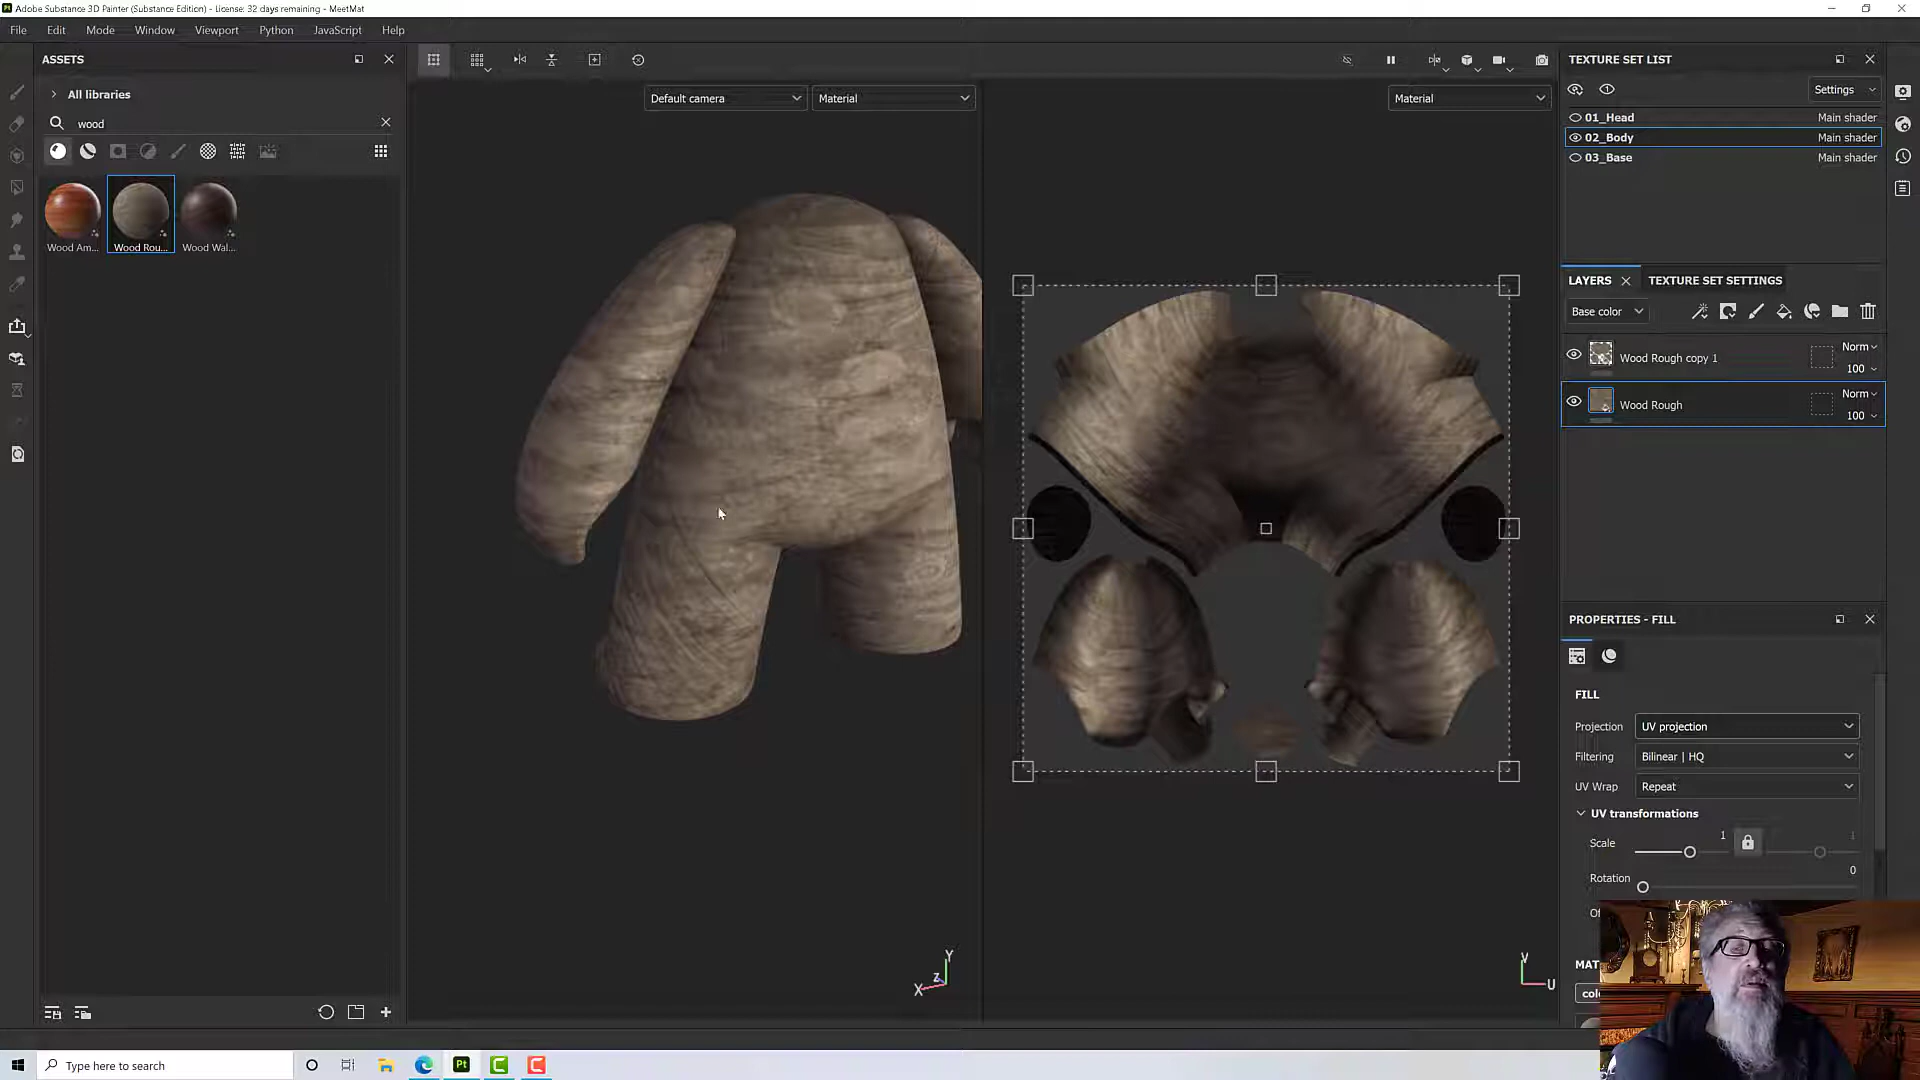 Adobe Substance 3D Painter (Substance Edition) - License: 32 days remaining - MeetMat
File Edit Mode Window Viewport Python JavaScript Help
ASSETS
All libraries
wood
Wood Am... Wood Rou... Wood Wal...
Default camera
Material
Material
TEXTURE SET LIST
Settings
01_Head Main shader
02_Body Main shader
03_Base Main shader
LAYERS TEXTURE SET SETTINGS
Base color
Wood Rough copy 1 Norm 100
Wood Rough Norm 100
PROPERTIES - FILL
FILL
Projection UV projection
Filtering Bilinear | HQ
UV Wrap Repeat
UV transformations
Scale 1 1
Rotation 0
Y
Z
X
V
U
Pt
Type here to search